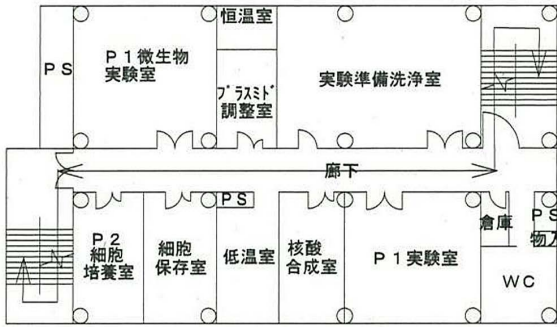 恒温室
PS
P1微生物
実験室
プラスミド
調整室
実験準備洗浄室
廊下
P2
細胞
培養室
細胞
保存室
PS
低温室
核酸
合成室
P1実験室
倉庫
PS
物入
WC